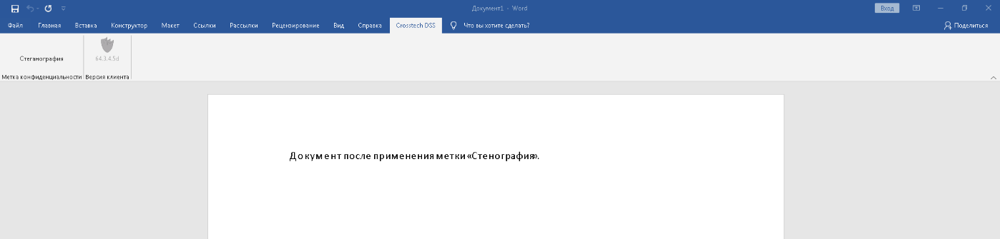 Документ1 - Word
Вход
Файл Главная Вставка Конструктор Макет Ссылки Рассылки Рецензирование Вид Справка Crosstech DSS Что вы хотите сделать? Поделиться
Стеганография 64.3.4.5d
Метка конфиденциальности Версия клиента
Документ после применения метки «Стенография».